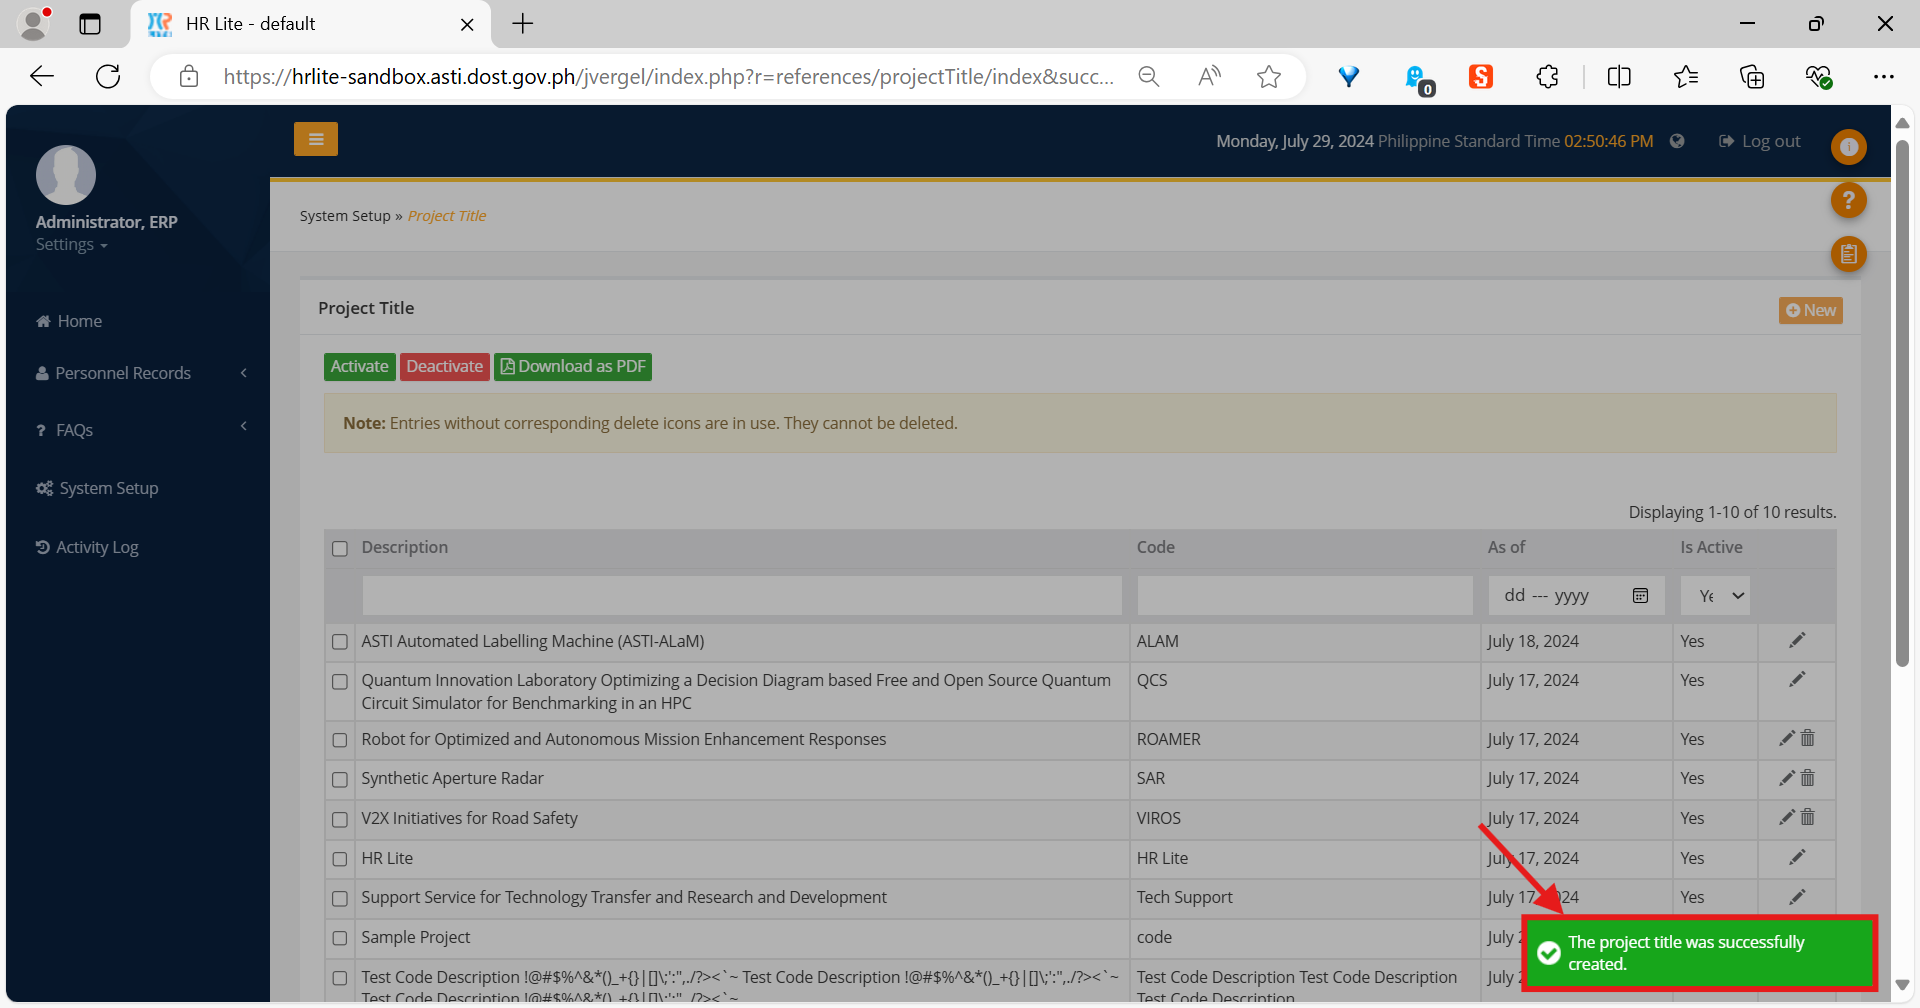 HR Lite - default
https://hrlite-sandbox.asti.dost.gov.ph/jvergel/index.php?r=references/projectTitle/index&succ...
0
Monday, July 29, 2024 Philippine Standard Time 02:50:46 PM
Log out
Administrator, ERP
Settings
System Setup » Project Title
?
Home
Personnel Records
? FAQs
System Setup
Activity Log
Project Title
New
Activate
Deactivate
Download as PDF
Note: Entries without corresponding delete icons are in use. They cannot be deleted.
Displaying 1-10 of 10 results.
Description Code As of Is Active
dd --- yyyy
ASTI Automated Labelling Machine (ASTI-ALaM) ALAM July 18, 2024 Yes
Quantum Innovation Laboratory Optimizing a Decision Diagram based Free and Open Source Quantum QCS July 17, 2024 Yes
Circuit Simulator for Benchmarking in an HPC
Robot for Optimized and Autonomous Mission Enhancement Responses ROAMER July 17, 2024 Yes
Synthetic Aperture Radar SAR July 17, 2024 Yes
V2X Initiatives for Road Safety VIROS July 17, 2024 Yes
HR Lite HR Lite July 17, 2024 Yes
Support Service for Technology Transfer and Research and Development Tech Support July 17, 2024 Yes
Sample Project code July
Test Code Description !@#$%^&*()_+{}|[]\;':",./?><`~ Test Code Description !@#$%^&*()_+{}|[]\;':",./?><`~ Test Code Description Test Code Description July
Test Code Description !@#$%^&*()_+{}|[]\;':",./?><`~ Test Code Description
The project title was successfully
created.